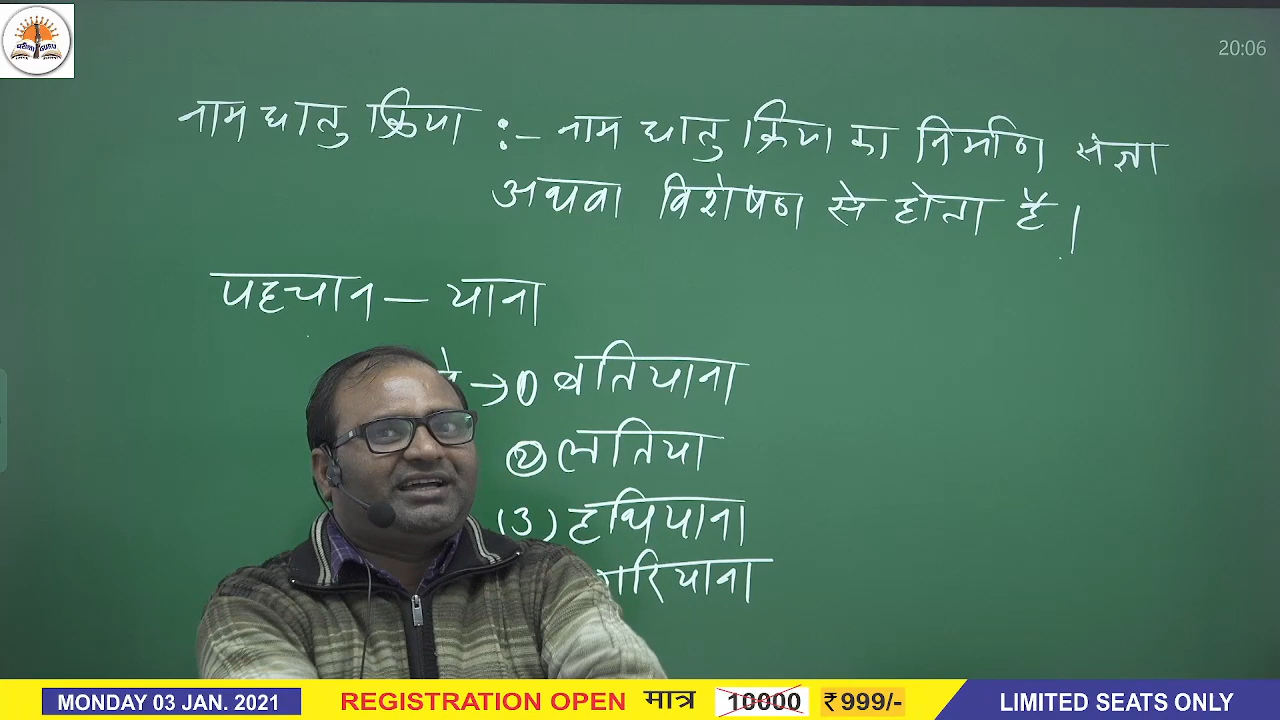 20:06
नाम धातु क्रिया :- नाम धातु क्रिया का निर्माण संज्ञा
अथवा विशेषण से होता है।
पहचान - याना
→ ① बतियाना
② लतिया
(3) हथियाना
गरियाना
MONDAY 03 JAN. 2021 REGISTRATION OPEN मात्र 10000 ₹999/- LIMITED SEATS ONLY